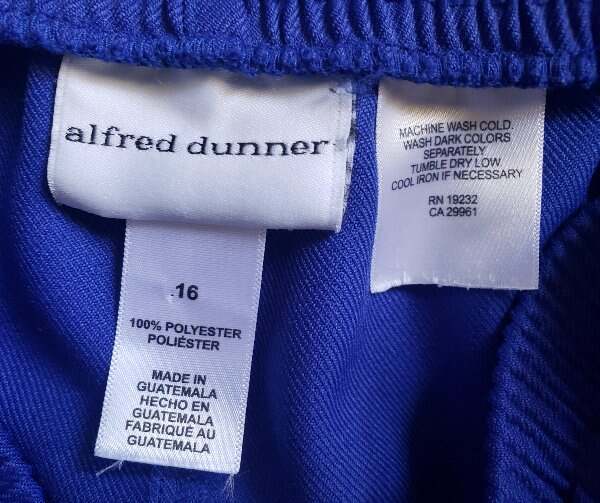 alfred dunner
16
100% POLYESTER
POLIÉSTER
MADE IN
GUATEMALA
HECHO EN
GUATEMALA
FABRIQUÉ AU
GUATEMALA
MACHINE WASH COLD.
WASH DARK COLORS
SEPARATELY
TUMBLE DRY LOW
COOL IRON IF NECESSARY
RN 19232
CA 29961